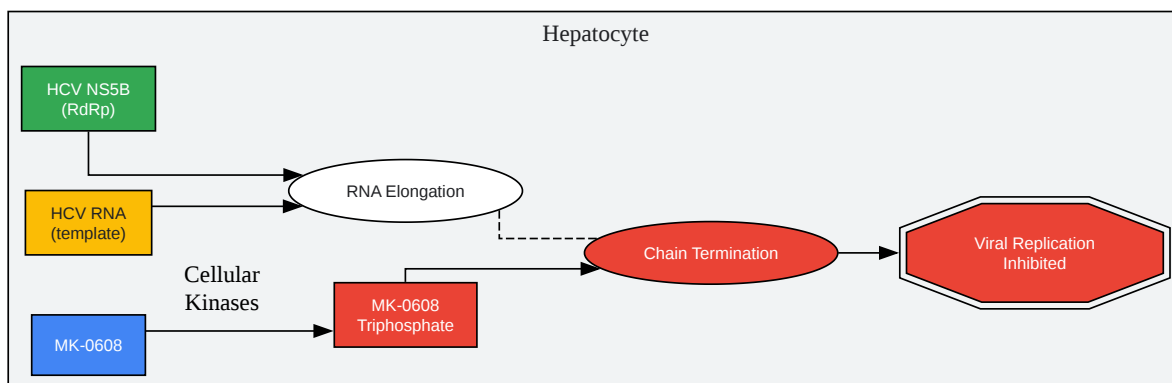 Hepatocyte
HCV NS5B
(RdRp)
RNA Elongation
HCV RNA
(template)
Chain Termination
Viral Replication
Inhibited
Cellular
Kinases
MK-0608
Triphosphate
MK-0608